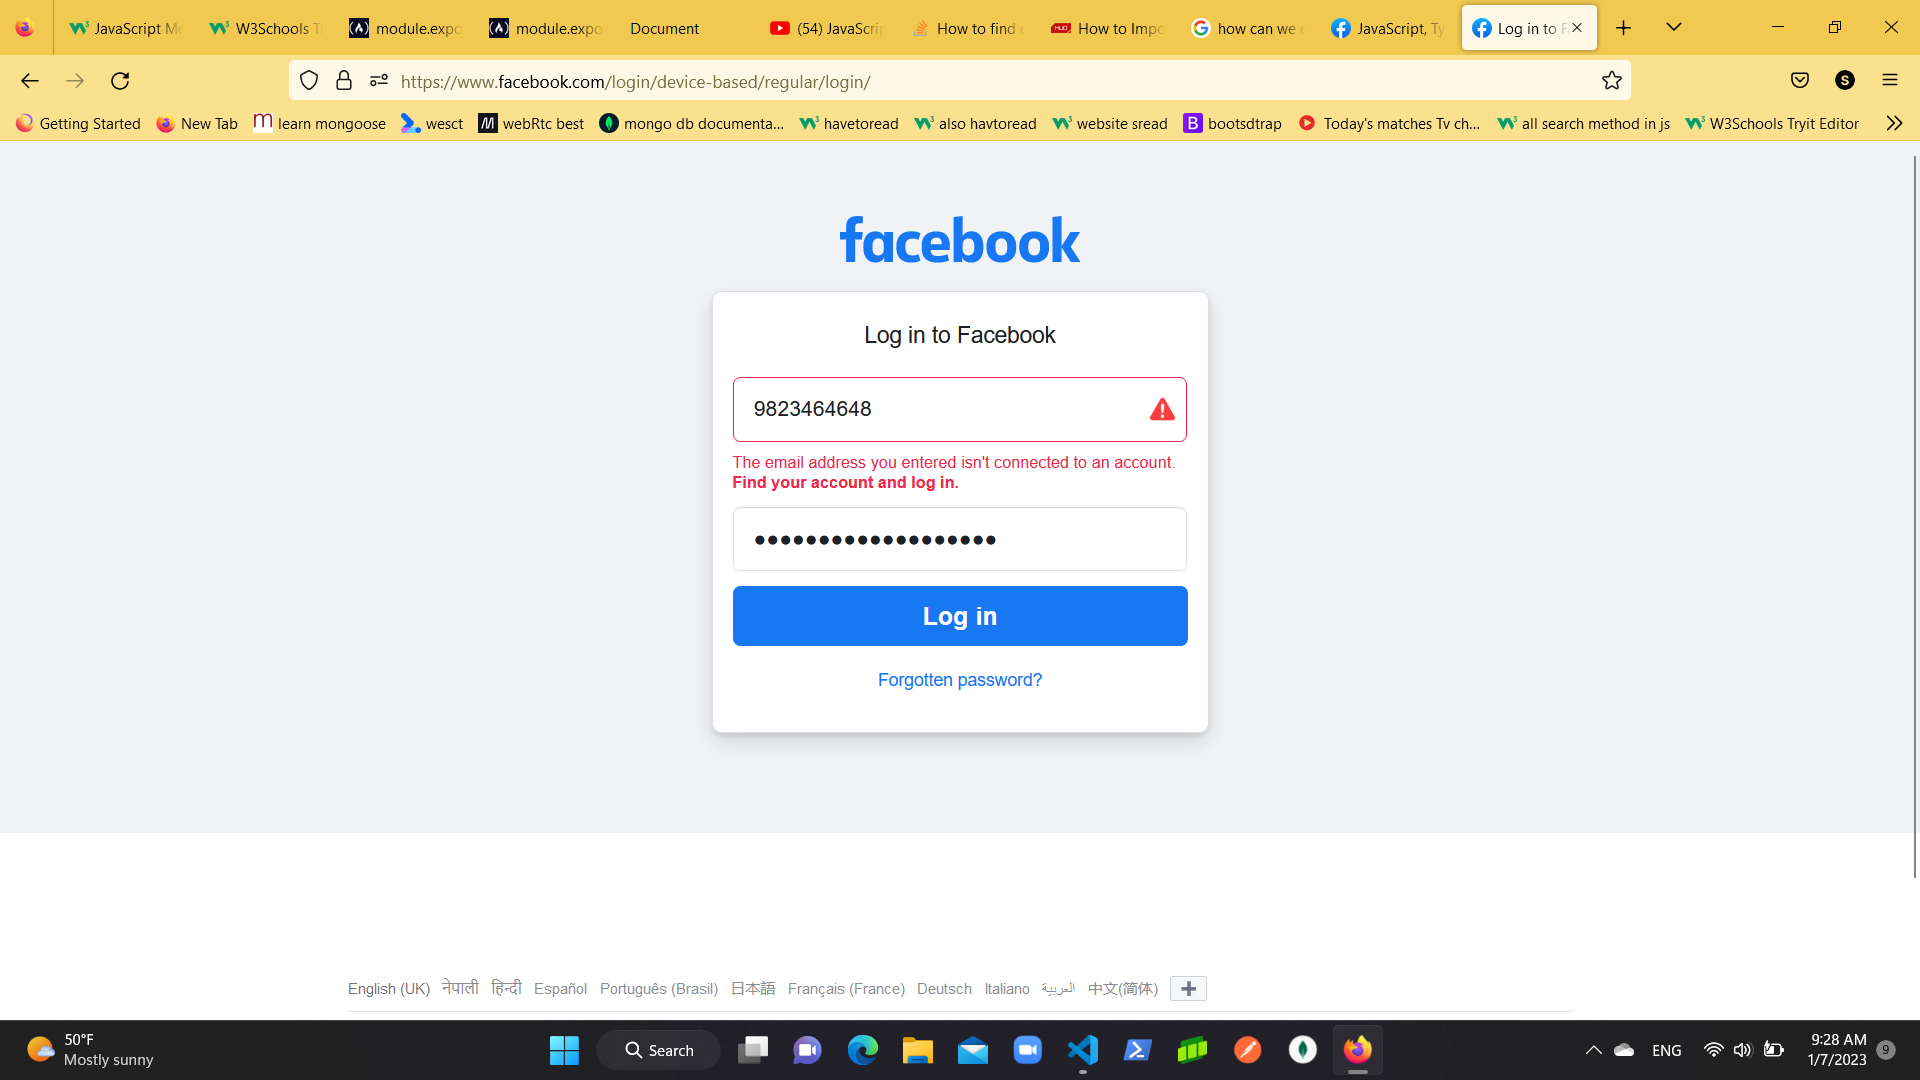 JavaScript Mo
W3Schools T
module.expo
module.expo
Document
(54) JavaScrip
How to find
How to Impo
how can we e
JavaScript, Ty
Log in to F
https://www.facebook.com/login/device-based/regular/login/
S
Getting Started
New Tab
learn mongoose
wesct
webRtc best
mongo db documenta...
havetoread
also havtoread
website sread
bootsdtrap
Today's matches Tv ch...
all search method in js
W3Schools Tryit Editor
facebook
Log in to Facebook
9823464648
The email address you entered isn't connected to an account.
Find your account and log in.
Log in
Forgotten password?
English (UK) नेपाली हिन्दी Español Português (Brasil) 日本語 Français (France) Deutsch Italiano العربية 中文(简体)
50°F
Mostly sunny
Search
ENG
9:28 AM
1/7/2023
9